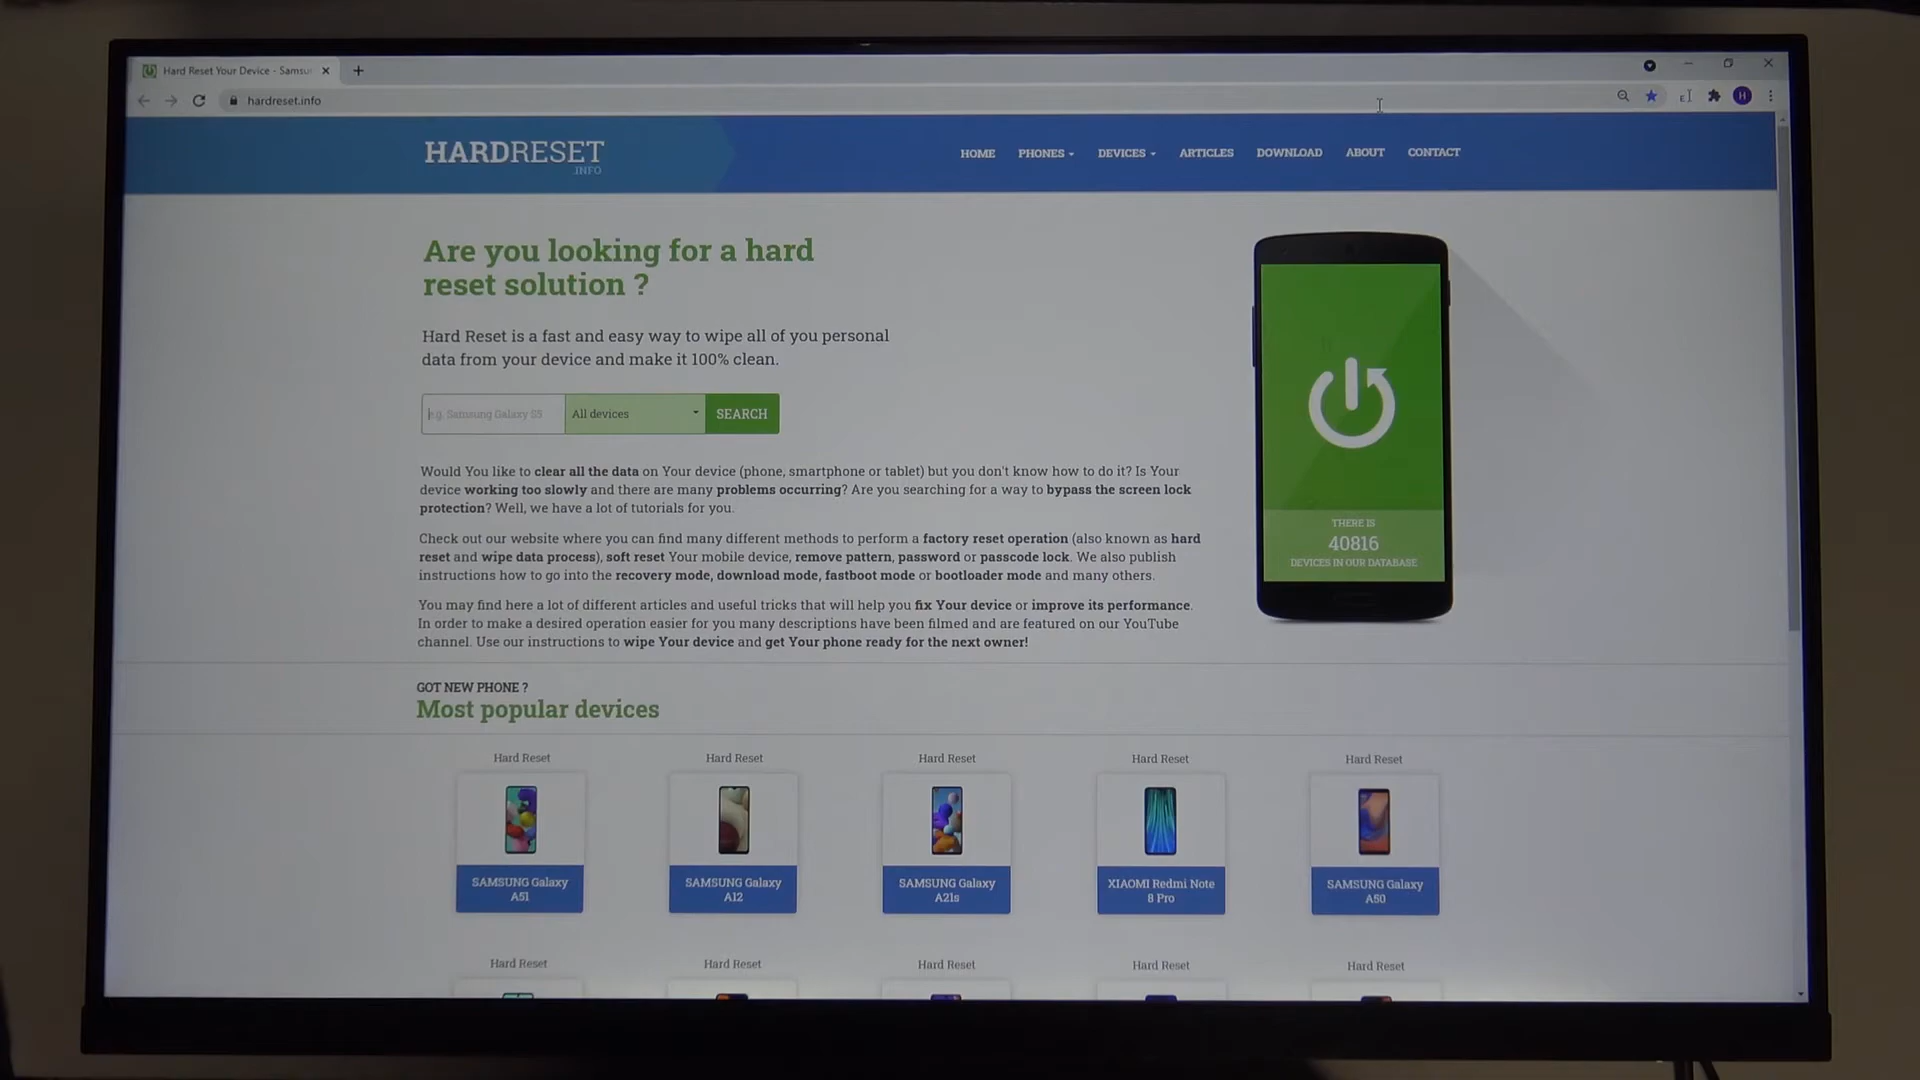 Hard Reset Your Device - Samsu
hardreset.info
H
HARDRESET
.INFO
HOME PHONES DEVICES ARTICLES DOWNLOAD ABOUT CONTACT
Are you looking for a hard
reset solution ?
Hard Reset is a fast and easy way to wipe all of you personal
data from your device and make it 100% clean.
e.g. Samsung Galaxy S5 All devices SEARCH
Would You like to clear all the data on Your device (phone, smartphone or tablet) but you don't know how to do it? Is Your
device working too slowly and there are many problems occurring? Are you searching for a way to bypass the screen lock
protection? Well, we have a lot of tutorials for you.
Check out our website where you can find many different methods to perform a factory reset operation (also known as hard
reset and wipe data process), soft reset Your mobile device, remove pattern, password or passcode lock. We also publish
instructions how to go into the recovery mode, download mode, fastboot mode or bootloader mode and many others.
You may find here a lot of different articles and useful tricks that will help you fix Your device or improve its performance.
In order to make a desired operation easier for you many descriptions have been filmed and are featured on our YouTube
channel. Use our instructions to wipe Your device and get Your phone ready for the next owner!
THERE IS
40816
DEVICES IN OUR DATABASE
GOT NEW PHONE ?
Most popular devices
Hard Reset Hard Reset Hard Reset Hard Reset Hard Reset
SAMSUNG Galaxy
A51
SAMSUNG Galaxy
A12
SAMSUNG Galaxy
A21s
XIAOMI Redmi Note
8 Pro
SAMSUNG Galaxy
A50
Hard Reset Hard Reset Hard Reset Hard Reset Hard Reset